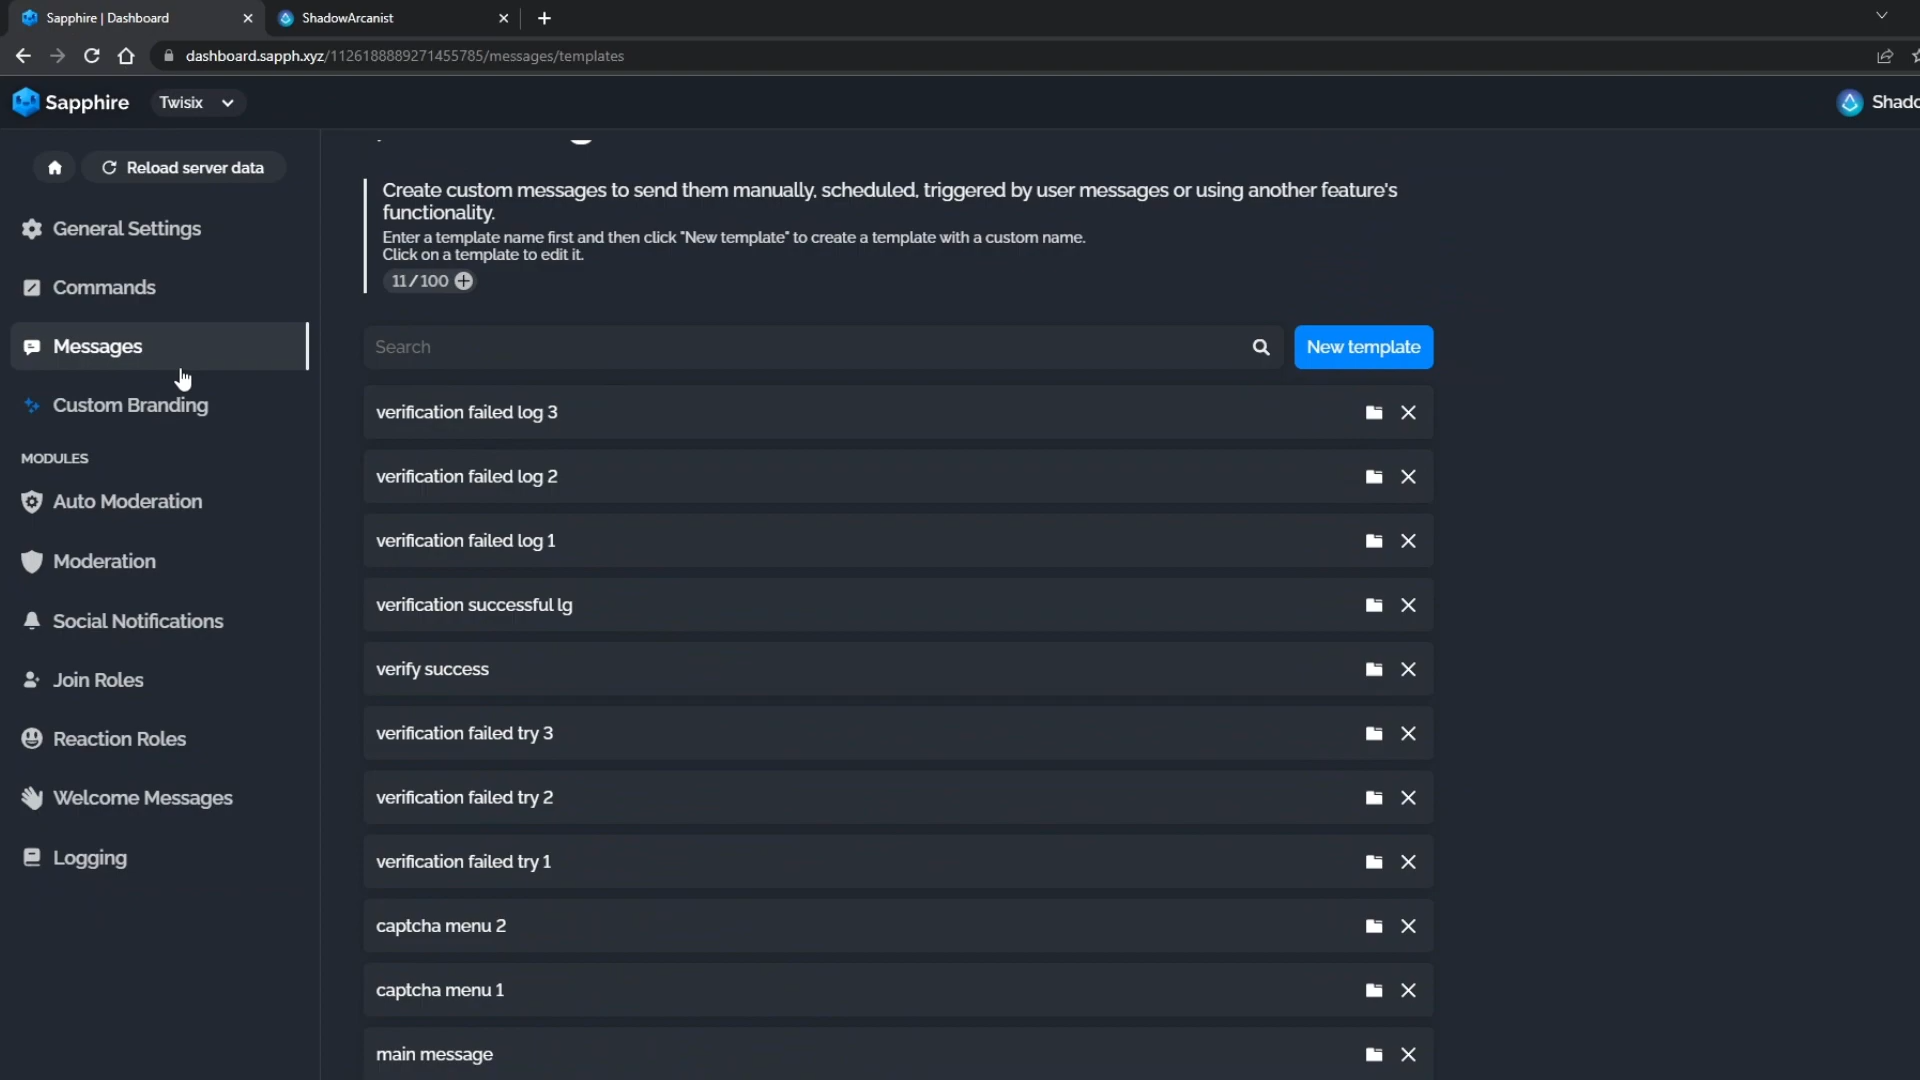 Sapphire | Dashboard
ShadowArcanist
dashboard.sapph.xyz/1126188889271455785/messages/templates
Sapphire
Twisix
Shado
Reload server data
General Settings
Commands
Messages
Custom Branding
MODULES
Auto Moderation
Moderation
Social Notifications
Join Roles
Reaction Roles
Welcome Messages
Logging
Create custom messages to send them manually, scheduled, triggered by user messages or using another feature's
functionality.
Enter a template name first and then click "New template" to create a template with a custom name.
Click on a template to edit it.
11/100
Search
New template
verification failed log 3
verification failed log 2
verification failed log 1
verification successful lg
verify success
verification failed try 3
verification failed try 2
verification failed try 1
captcha menu 2
captcha menu 1
main message